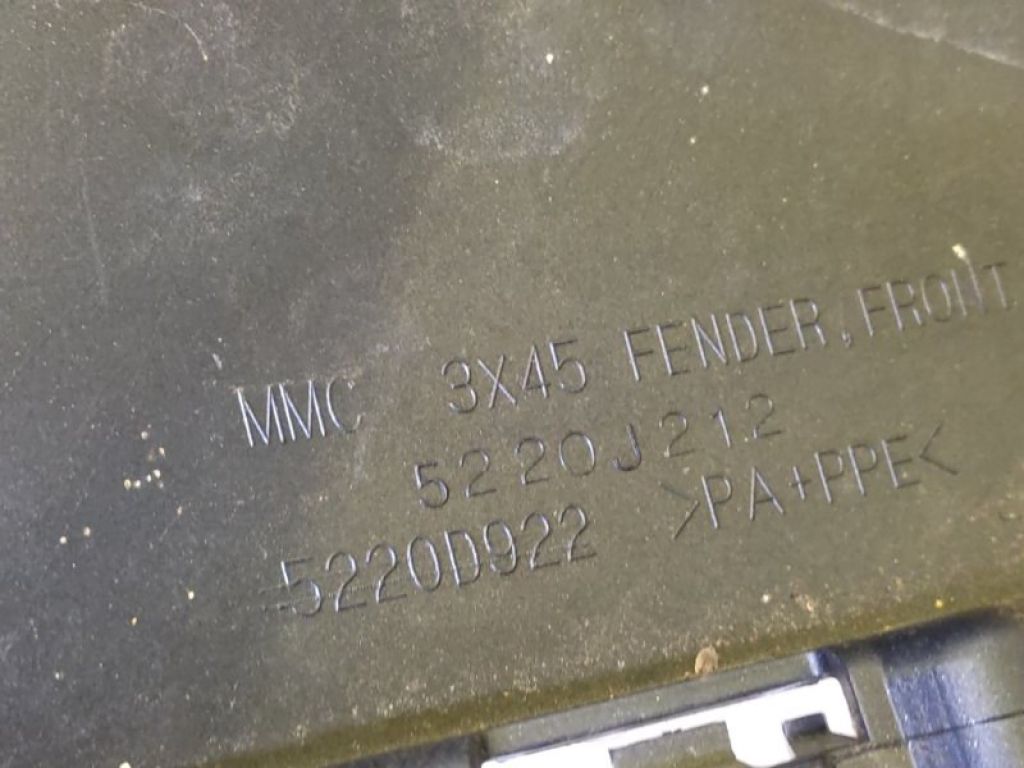 MMC 3X45 FENDER, FRONT
5220J212
5220D922 >PA+PPE<